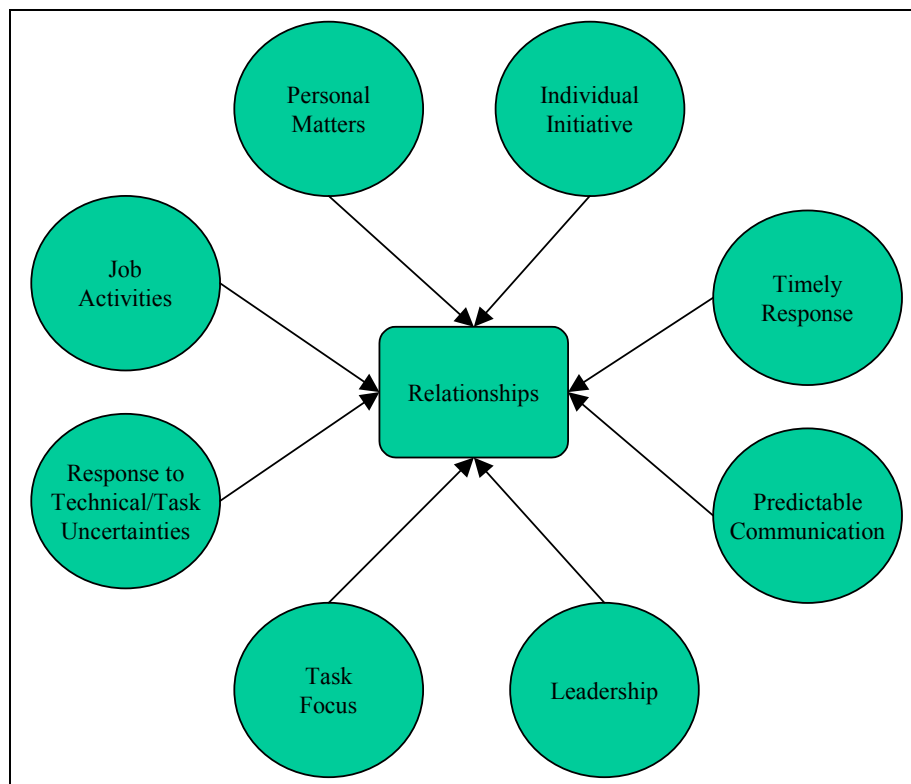 Personal
Matters
Individual
Initiative
Job
Activities
Timely
Response
Relationships
Response to
Technical/Task
Uncertainties
Predictable
Communication
Task
Focus
Leadership